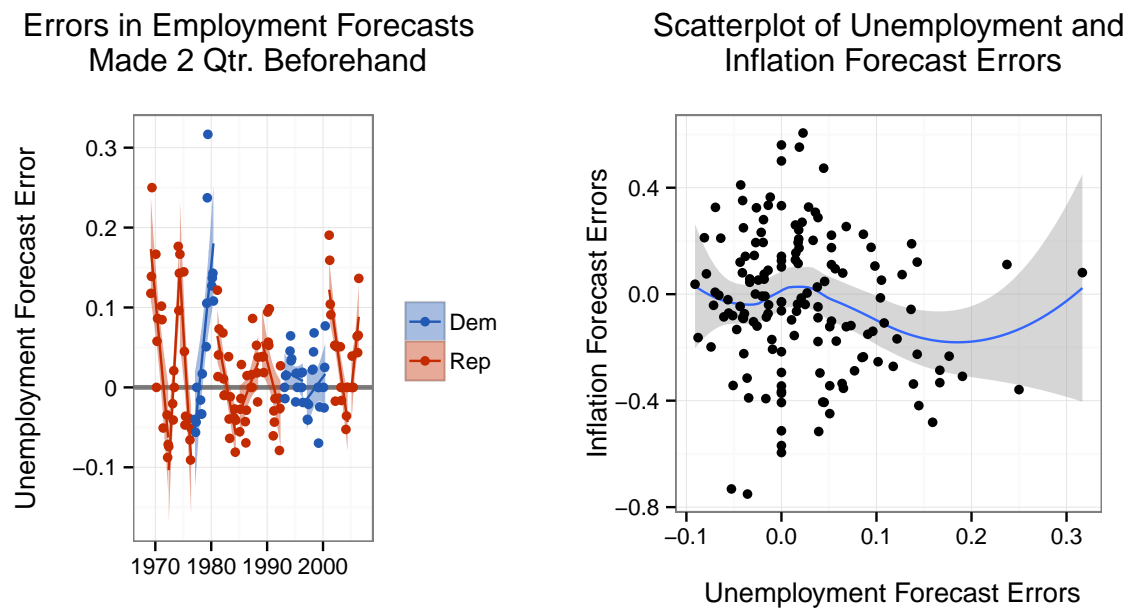 Errors in Employment Forecasts
Made 2 Qtr. Beforehand
Unemployment Forecast Error
0.3
0.2
0.1
0
−0.1
1970 1980 1990 2000
Dem
Rep
Scatterplot of Unemployment and
Inflation Forecast Errors
Inflation Forecast Errors
0.4
0.0
−0.4
−0.8
−0.1 0.0 0.1 0.2 0.3
Unemployment Forecast Errors